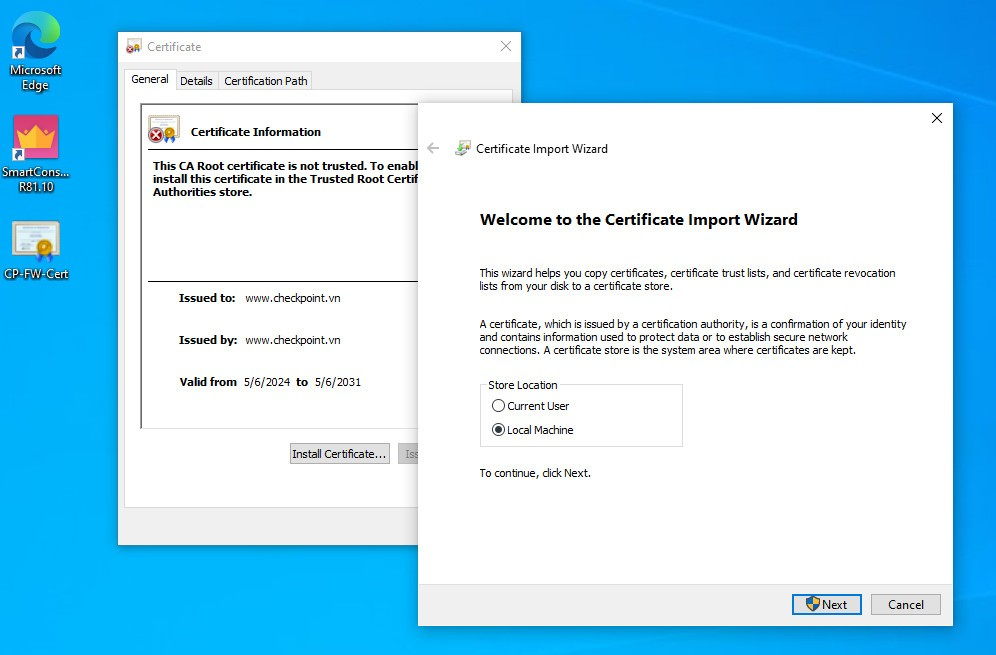 Microsoft
Edge
SmartCons...
R81.10
CP-FW-Cert
Certificate
General Details Certification Path
Certificate Information
This CA Root certificate is not trusted. To enabl
install this certificate in the Trusted Root Certif
Authorities store.
Issued to: www.checkpoint.vn
Issued by: www.checkpoint.vn
Valid from 5/6/2024 to 5/6/2031
Install Certificate...
Iss
Certificate Import Wizard
Welcome to the Certificate Import Wizard
This wizard helps you copy certificates, certificate trust lists, and certificate revocation
lists from your disk to a certificate store.
A certificate, which is issued by a certification authority, is a confirmation of your identity
and contains information used to protect data or to establish secure network
connections. A certificate store is the system area where certificates are kept.
Store Location
Current User
Local Machine
To continue, click Next.
Next
Cancel